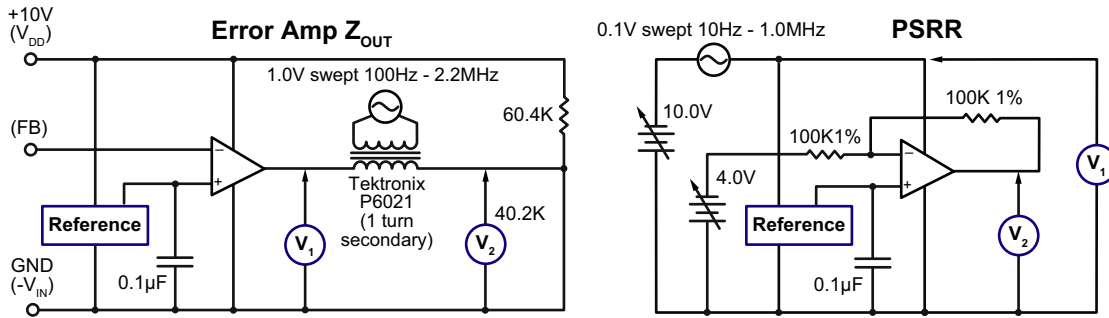 Error Amp ZOUT
+10V
(VDD)
1.0V swept 100Hz - 2.2MHz
60.4K
(FB)
−
+
Tektronix
P6021
(1 turn
secondary)
Reference
V1
V2
40.2K
GND
(-VIN)
0.1µF
PSRR
0.1V swept 10Hz - 1.0MHz
10.0V
100K 1%
100K1%
4.0V
−
+
Reference
V1
V2
0.1µF